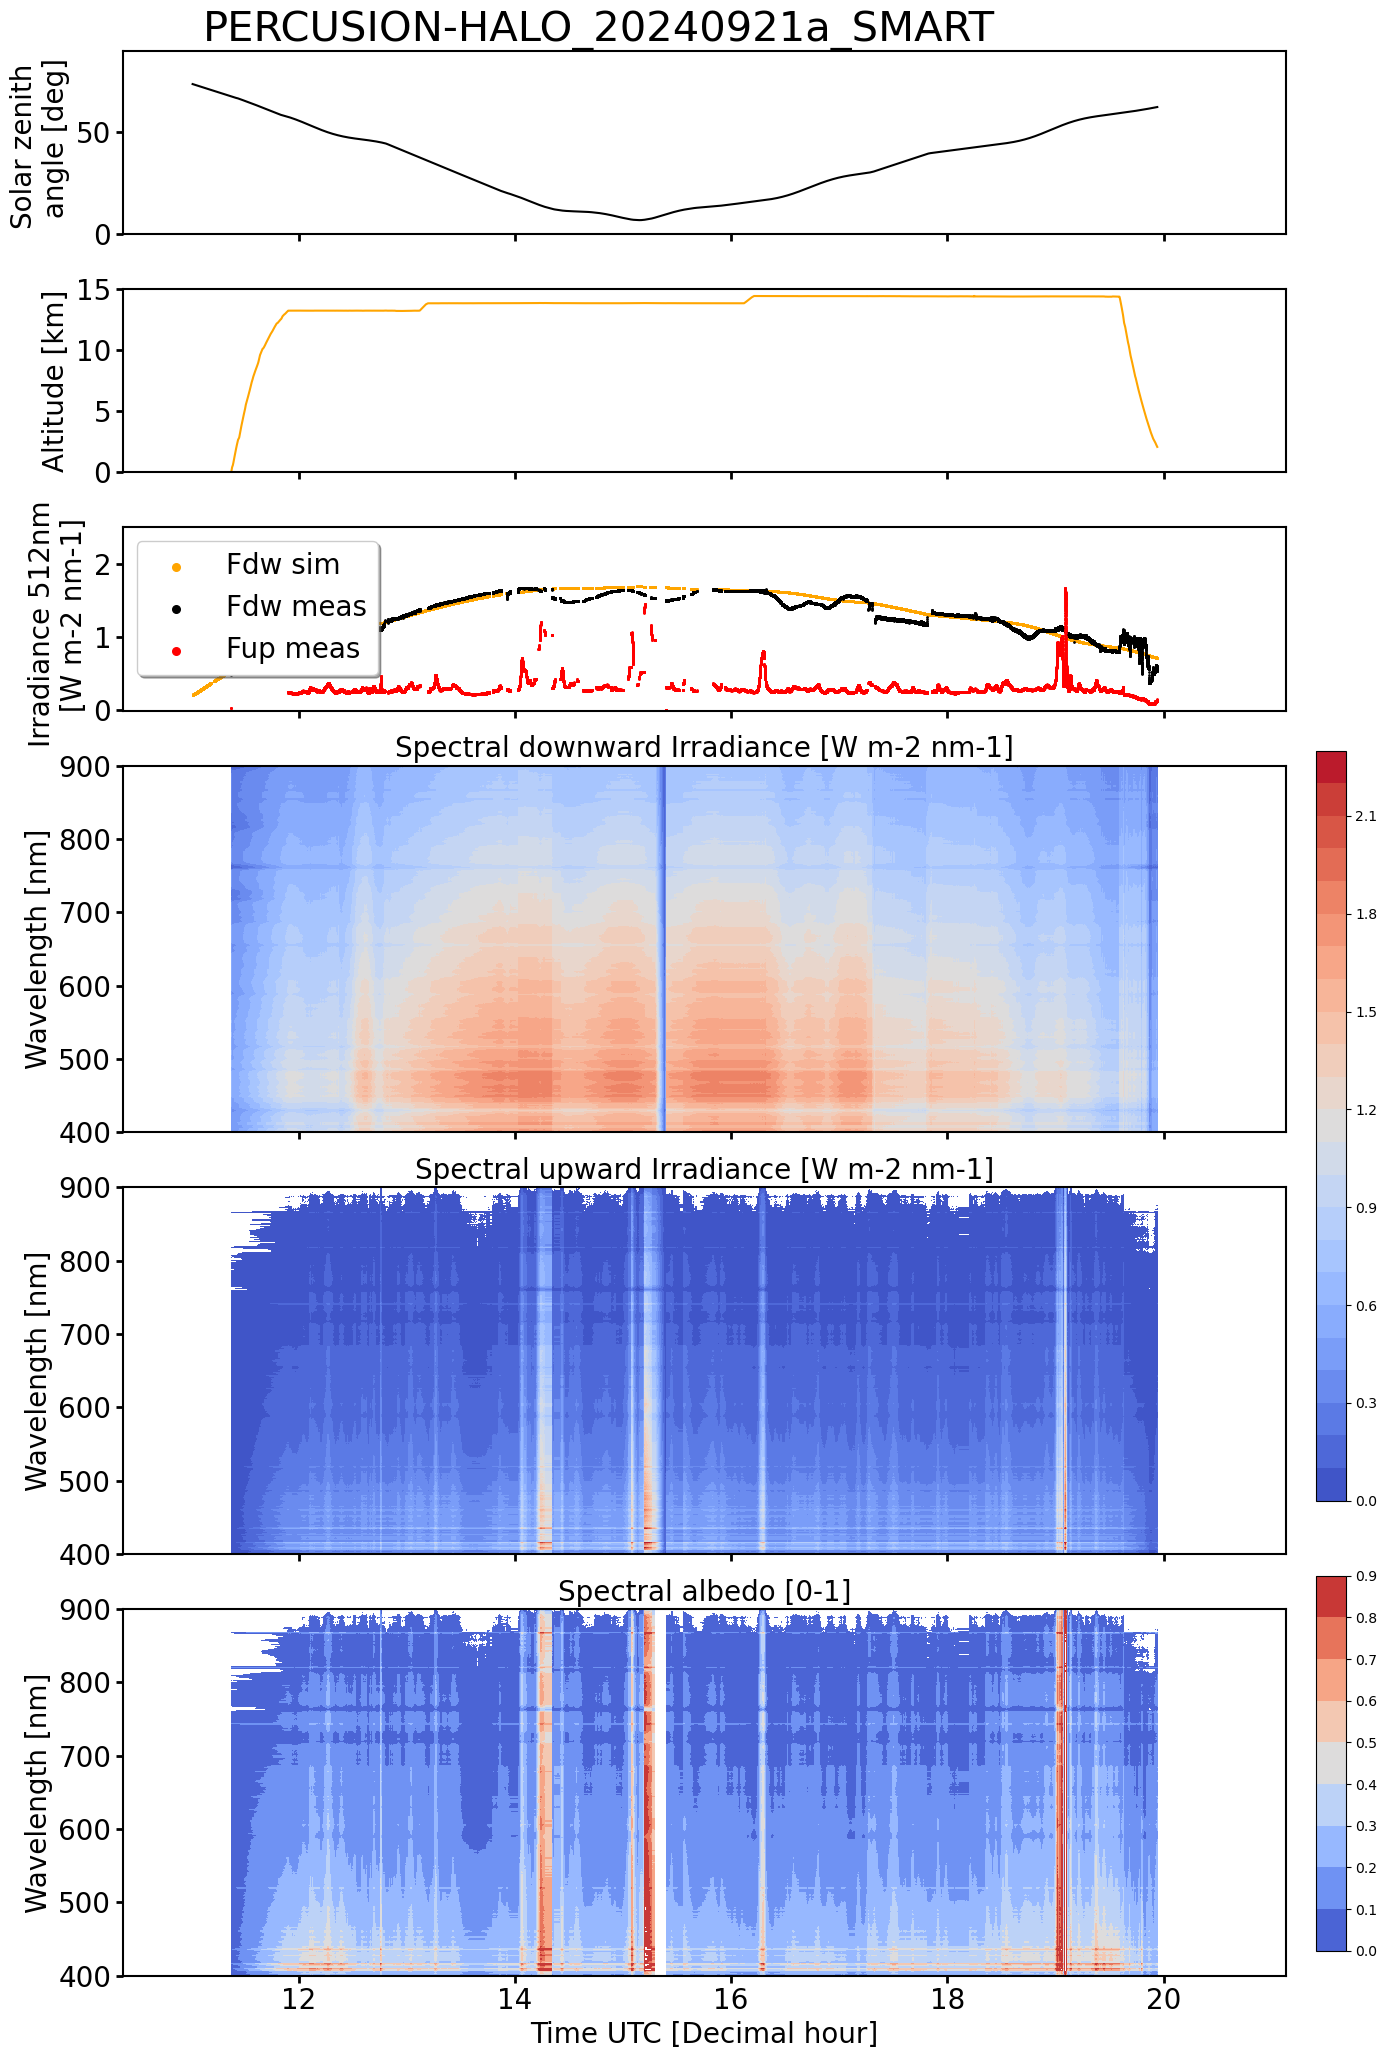 PERCUSION-HALO_20240921a_SMART
Solar zenith
angle [deg]
50
0
Altitude [km]
15
10
5
0
Irradiance 512nm
[W m-2 nm-1]
2
1
0
Fdw sim
Fdw meas
Fup meas
Spectral downward Irradiance [W m-2 nm-1]
Wavelength [nm]
900
800
700
600
500
400
2.1
1.8
1.5
1.2
0.9
0.6
0.3
0.0
Spectral upward Irradiance [W m-2 nm-1]
Wavelength [nm]
900
800
700
600
500
400
Spectral albedo [0-1]
Wavelength [nm]
900
800
700
600
500
400
0.9
0.8
0.7
0.6
0.5
0.4
0.3
0.2
0.1
0.0
12 14 16 18 20
Time UTC [Decimal hour]